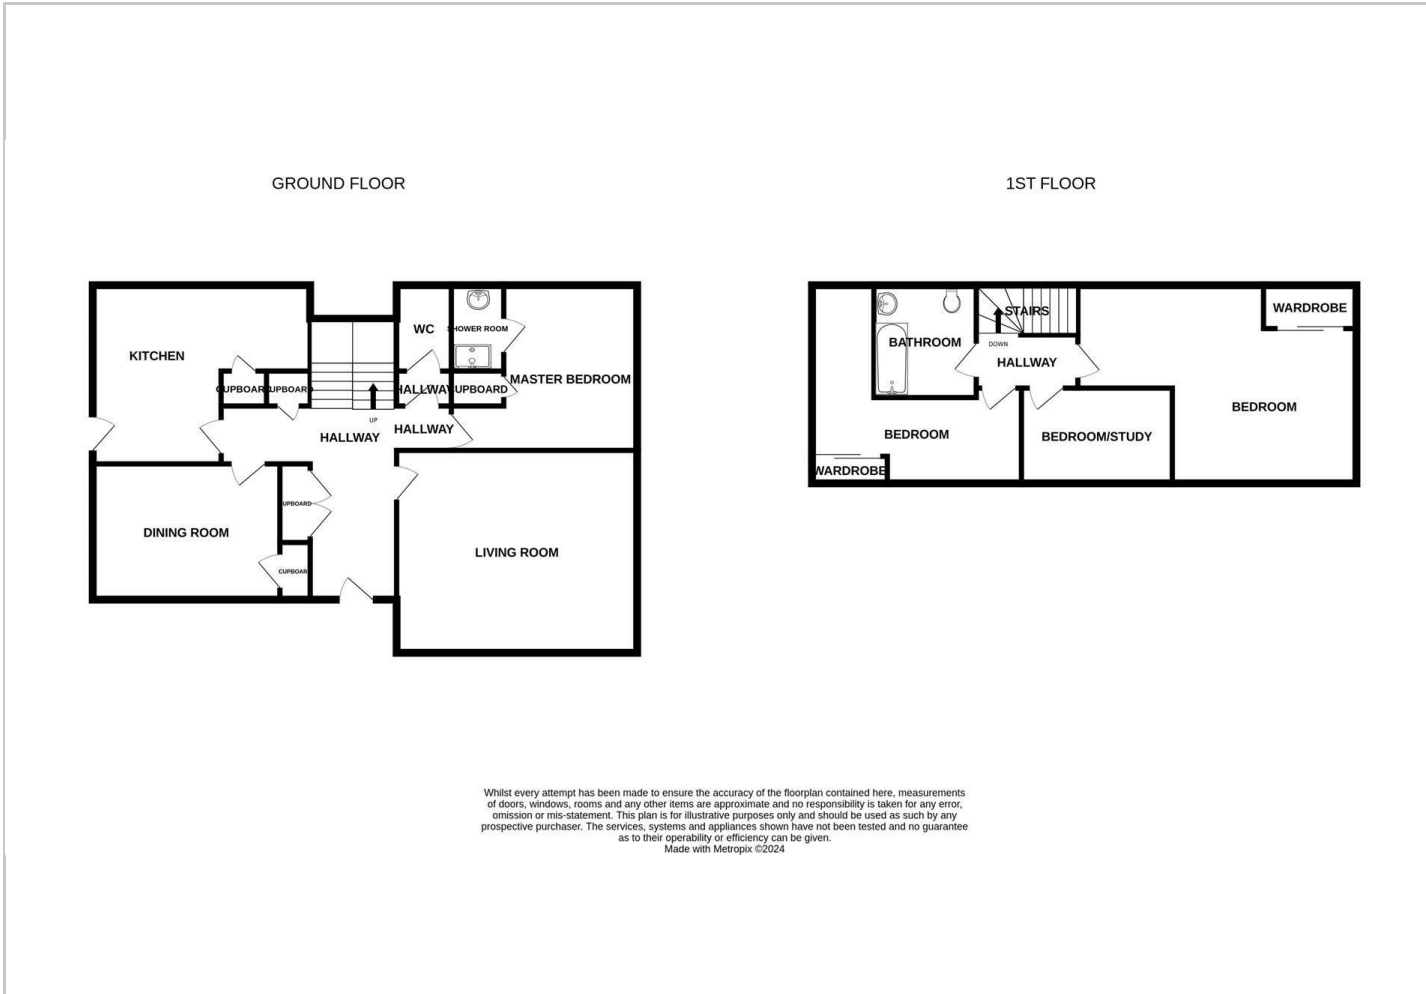 GROUND FLOOR
1ST FLOOR
KITCHEN
CUPBOARD
UPBOARD
UP
HALLWAY
WC
SHOWER ROOM
HALLWAY
UPBOARD
HALLWAY
MASTER BEDROOM
DINING ROOM
UPBOARD
CUPBOAR
LIVING ROOM
BATHROOM
STAIRS
DOWN
HALLWAY
WARDROBE
BEDROOM
WARDROBE
BEDROOM/STUDY
BEDROOM
Whilst every attempt has been made to ensure the accuracy of the floorplan contained here, measurements
of doors, windows, rooms and any other items are approximate and no responsibility is taken for any error,
omission or mis-statement. This plan is for illustrative purposes only and should be used as such by any
prospective purchaser. The services, systems and appliances shown have not been tested and no guarantee
as to their operability or efficiency can be given.
Made with Metropix ©2024